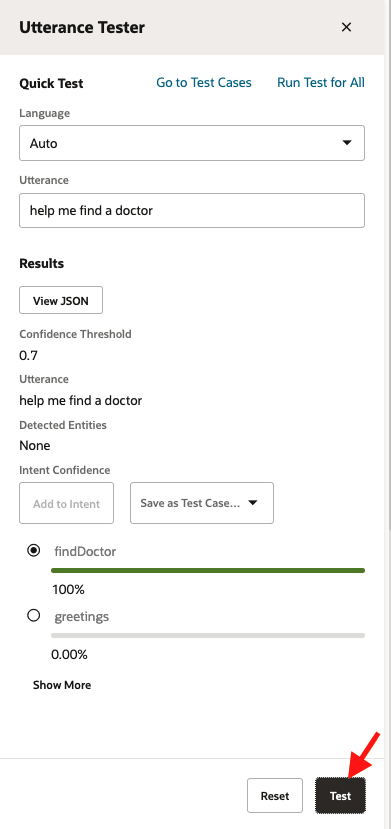 Utterance Tester
Quick Test Go to Test Cases Run Test for All
Language
Auto
Utterance
help me find a doctor
Results
View JSON
Confidence Threshold
0.7
Utterance
help me find a doctor
Detected Entities
None
Intent Confidence
Add to Intent Save as Test Case...
findDoctor
100%
greetings
0.00%
Show More
Reset Test